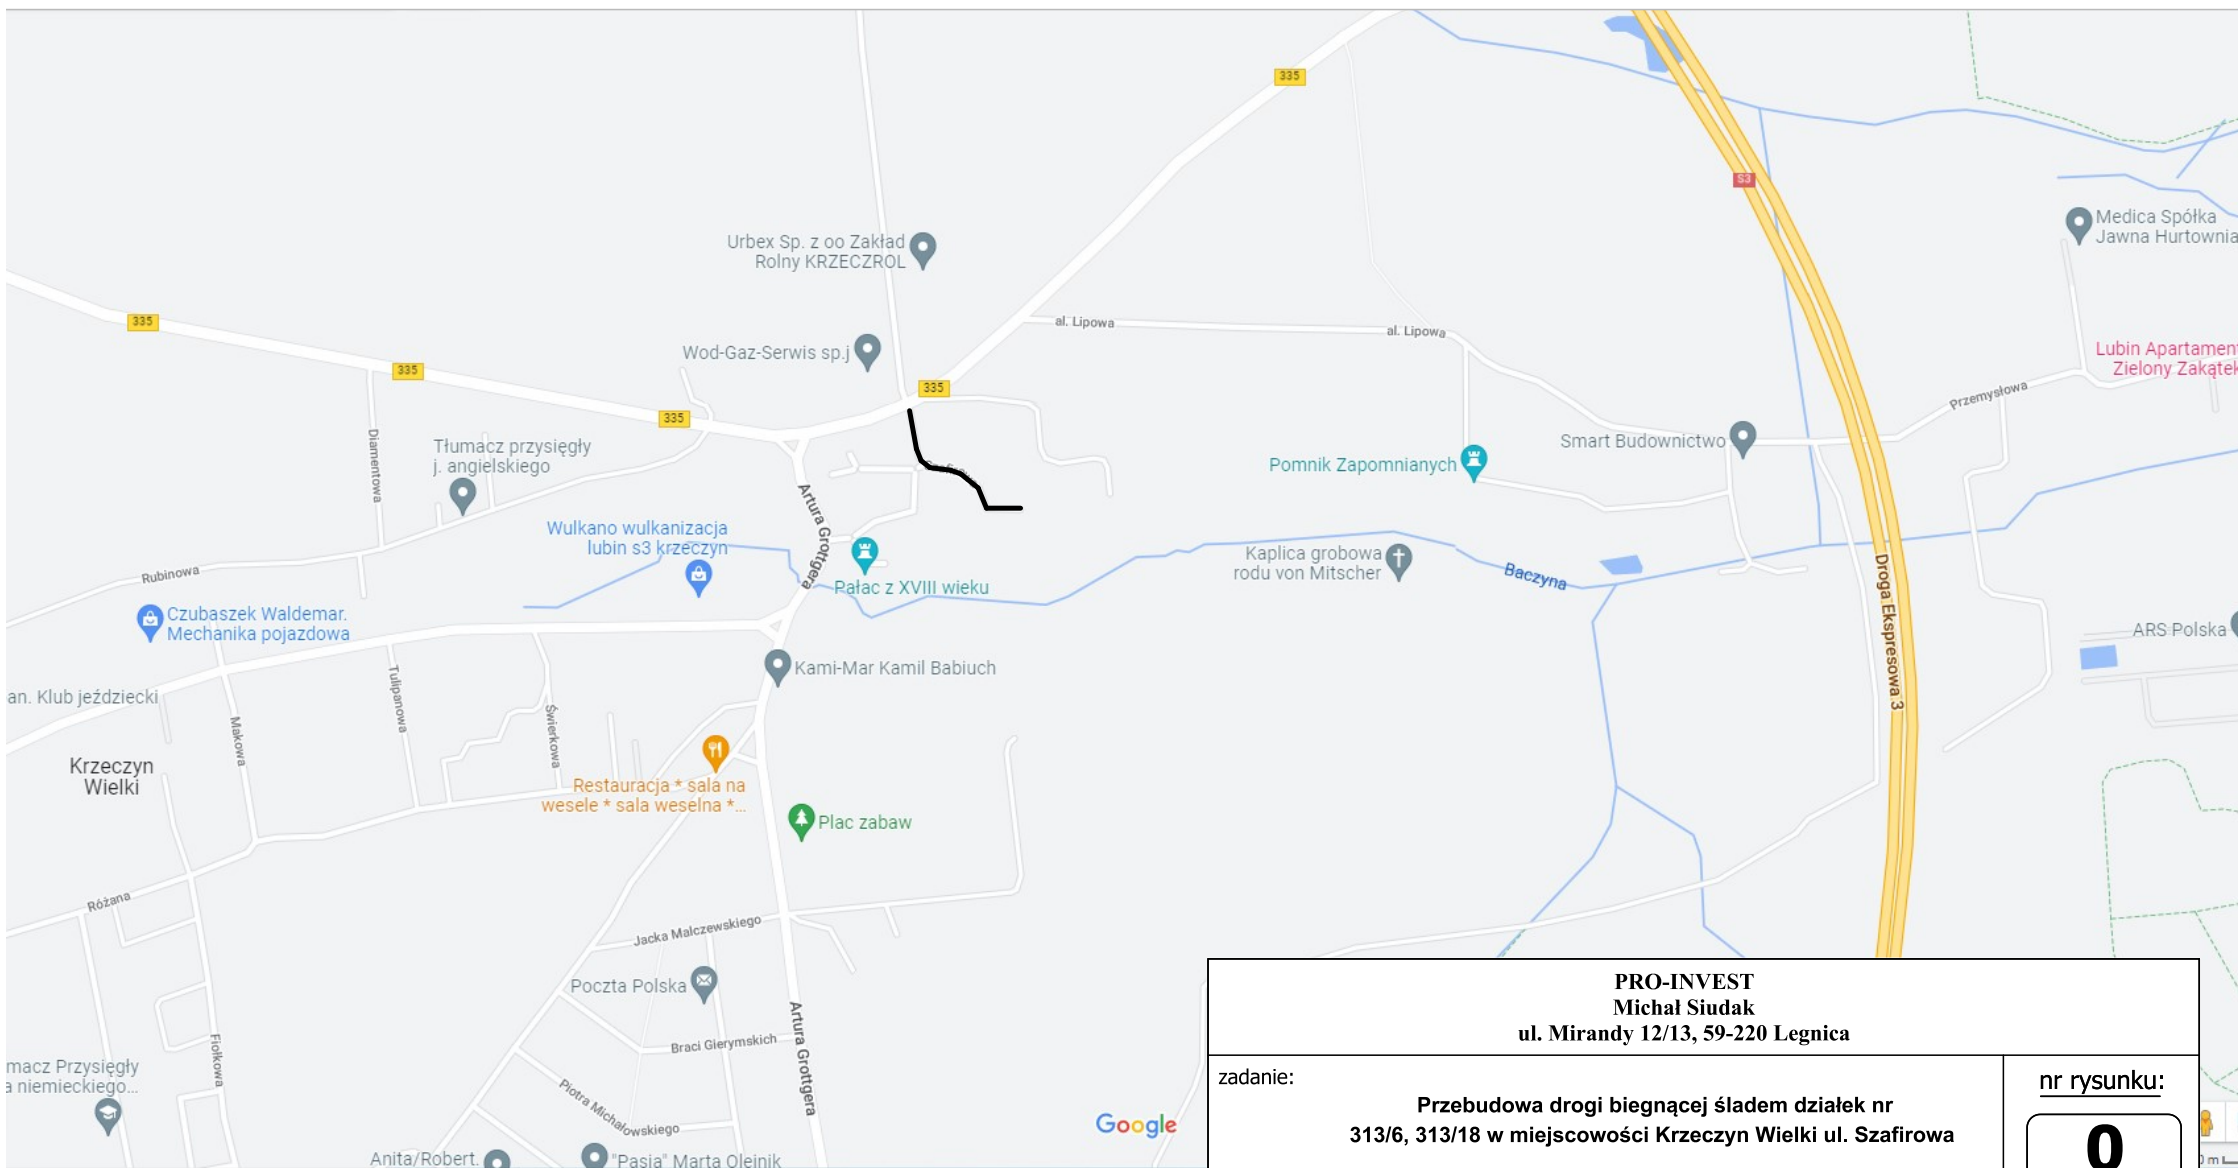 335
S3
Medica Spółka
Jawna Hurtownia
Urbex Sp. z oo Zakład
Rolny KRZECZROL
335
al. Lipowa
al. Lipowa
Wod-Gaz-Serwis sp.j
Lubin Apartament
Zielony Zakątek
335
335
335
Przemysłowa
Diamentowa
Tłumacz przysięgły
j. angielskiego
Smart Budownictwo
Pomnik Zapomnianych
Artura Grottgera
Wulkano wulkanizacja
lubin s3 krzeczyn
Kaplica grobowa
rodu von Mitscher
Baczyna
Pałac z XVIII wieku
Rubinowa
Droga Ekspresowa 3
Czubaszek Waldemar.
Mechanika pojazdowa
ARS Polska
Kami-Mar Kamil Babiuch
an. Klub jeździecki
Tulipanowa
Makowa
Świerkowa
Krzeczyn
Wielki
Restauracja * sala na
wesele * sala weselna *...
Plac zabaw
Różana
Jacka Malczewskiego
Poczta Polska
Artura Grottgera
Braci Gierymskich
Fiołkowa
macz Przysięgły
a niemieckiego...
Piotra Michałowskiego
Anita/Robert.
"Pasja" Marta Olejnik
Google
PRO-INVEST
Michał Siudak
ul. Mirandy 12/13, 59-220 Legnica
zadanie:
Przebudowa drogi biegnącej śladem działek nr
313/6, 313/18 w miejscowości Krzeczyn Wielki ul. Szafirowa
nr rysunku:
0